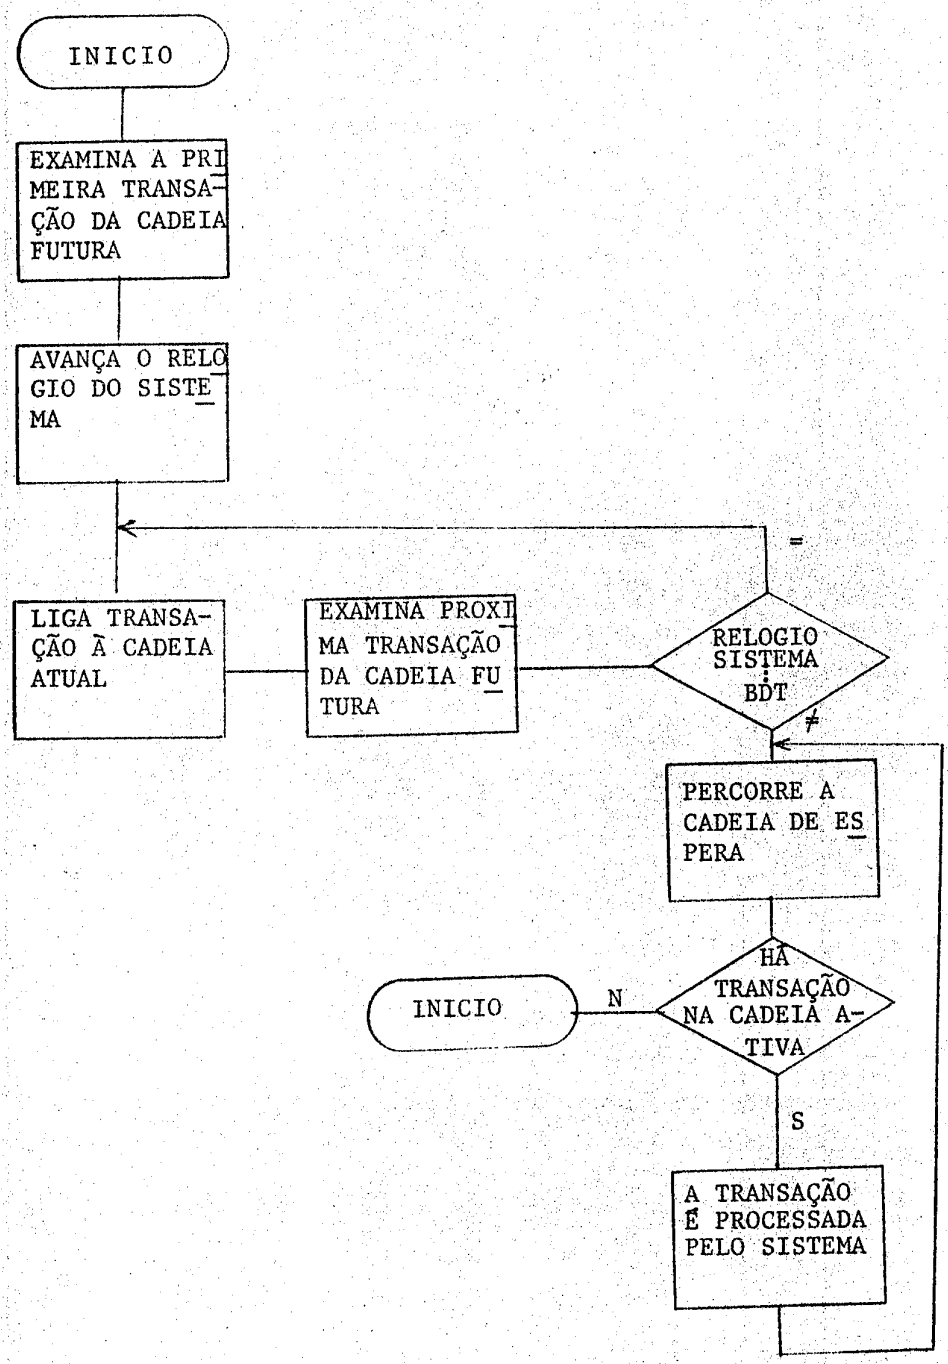 INICIO
EXAMINA A PRI
MEIRA TRANSA-
ÇÃO DA CADEIA
FUTURA
AVANÇA O RELO
GIO DO SISTE
MA
=
LIGA TRANSA-
ÇÃO À CADEIA
ATUAL
EXAMINA PROXI
MA TRANSAÇÃO
DA CADEIA FU
TURA
RELOGIO
SISTEMA
:
BDT
≠
PERCORRE A
CADEIA DE ES
PERA
HÁ
TRANSAÇÃO
NA CADEIA A-
TIVA
N
INICIO
S
A TRANSAÇÃO
É PROCESSADA
PELO SISTEMA